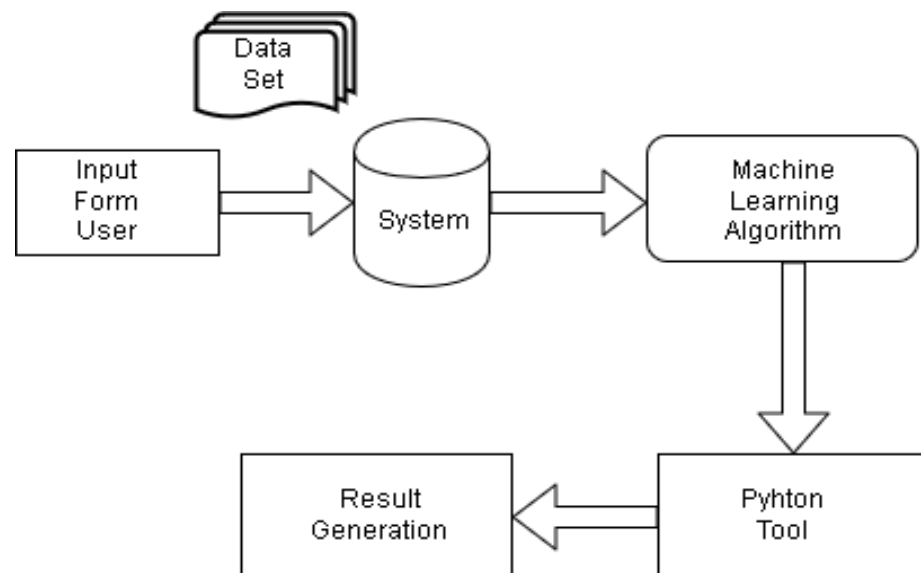 Data
Set
Input
Form
User
System
Machine
Learning
Algorithm
Result
Generation
Pyhton
Tool